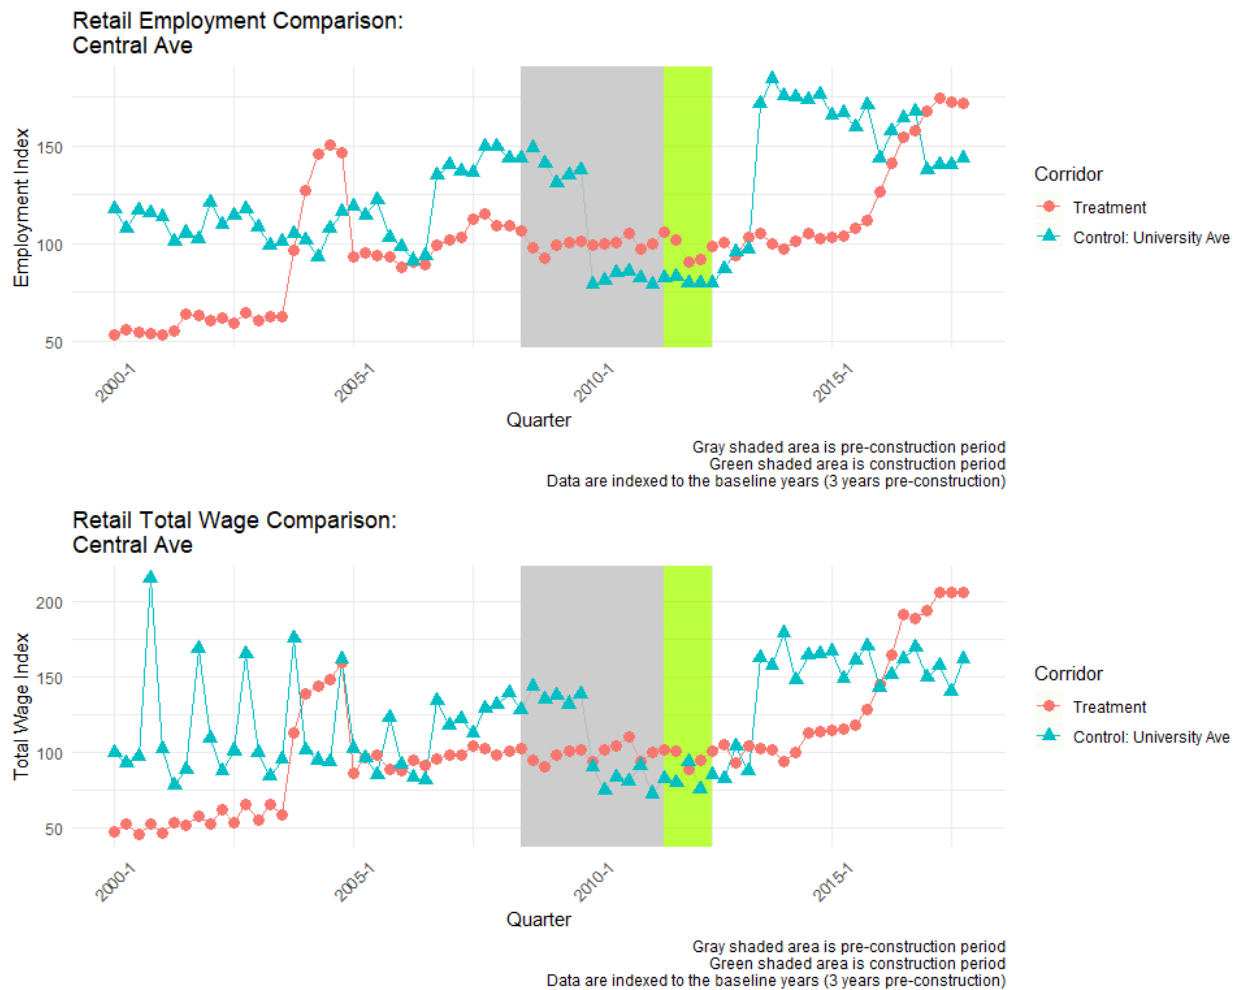 Retail Employment Comparison:
Central Ave
Employment Index
150
100
50
2000-1
2005-1
2010-1
2015-1
Quarter
Corridor
Treatment
Control: University Ave
Gray shaded area is pre-construction period
Green shaded area is construction period
Data are indexed to the baseline years (3 years pre-construction)
Retail Total Wage Comparison:
Central Ave
Total Wage Index
200
150
100
50
2000-1
2005-1
2010-1
2015-1
Quarter
Corridor
Treatment
Control: University Ave
Gray shaded area is pre-construction period
Green shaded area is construction period
Data are indexed to the baseline years (3 years pre-construction)